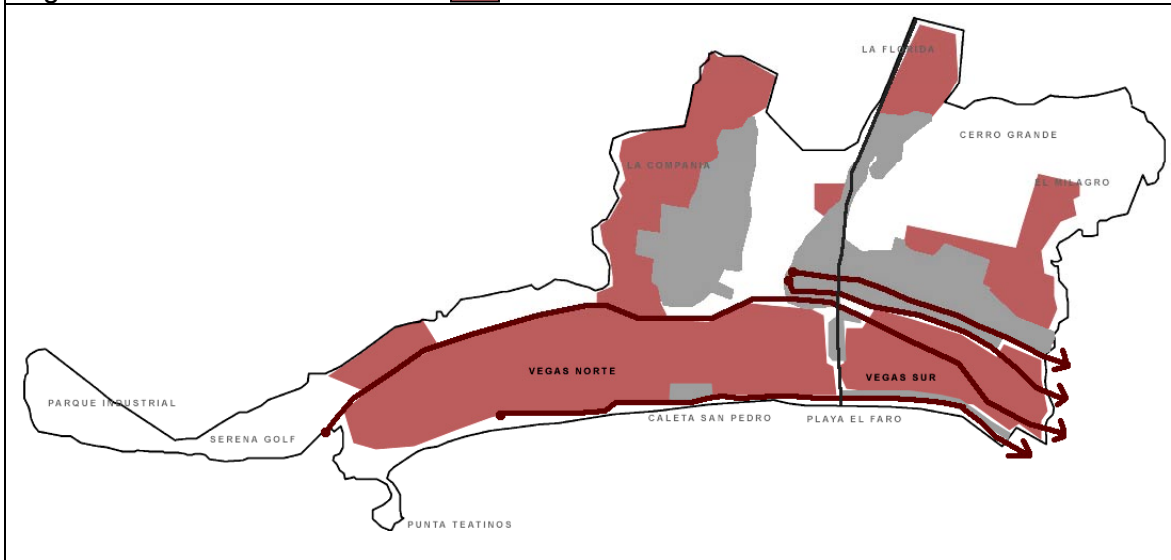 LA FLORIDA
CERRO GRANDE
LA COMPAÑIA
EL MILAGRO
VEGAS NORTE
VEGAS SUR
PARQUE INDUSTRIAL
CALETA SAN PEDRO
PLAYA EL FARO
SERENA GOLF
PUNTA TEATINOS